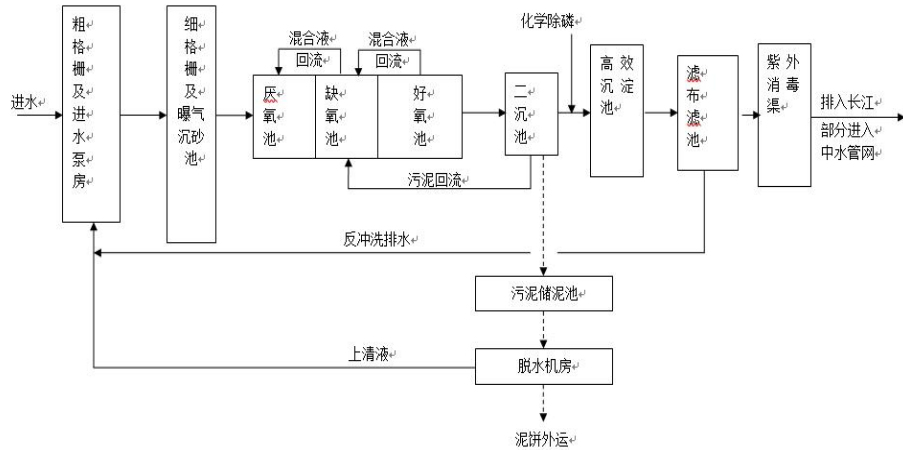 进水
粗
格
栅
及
进
水
泵
房
细
格
栅
及
曝气
沉砂
池
混合液
回流
混合液
回流
厌
氧
池
缺
氧
池
好
氧
池
污泥回流
二
沉
池
化学除磷
高 效
沉 淀
池
滤
布
滤
池
紫 外
消 毒
渠
排入长江
部分进入
中水管网
反冲洗排水
污泥储泥池
上清液
脱水机房
泥饼外运